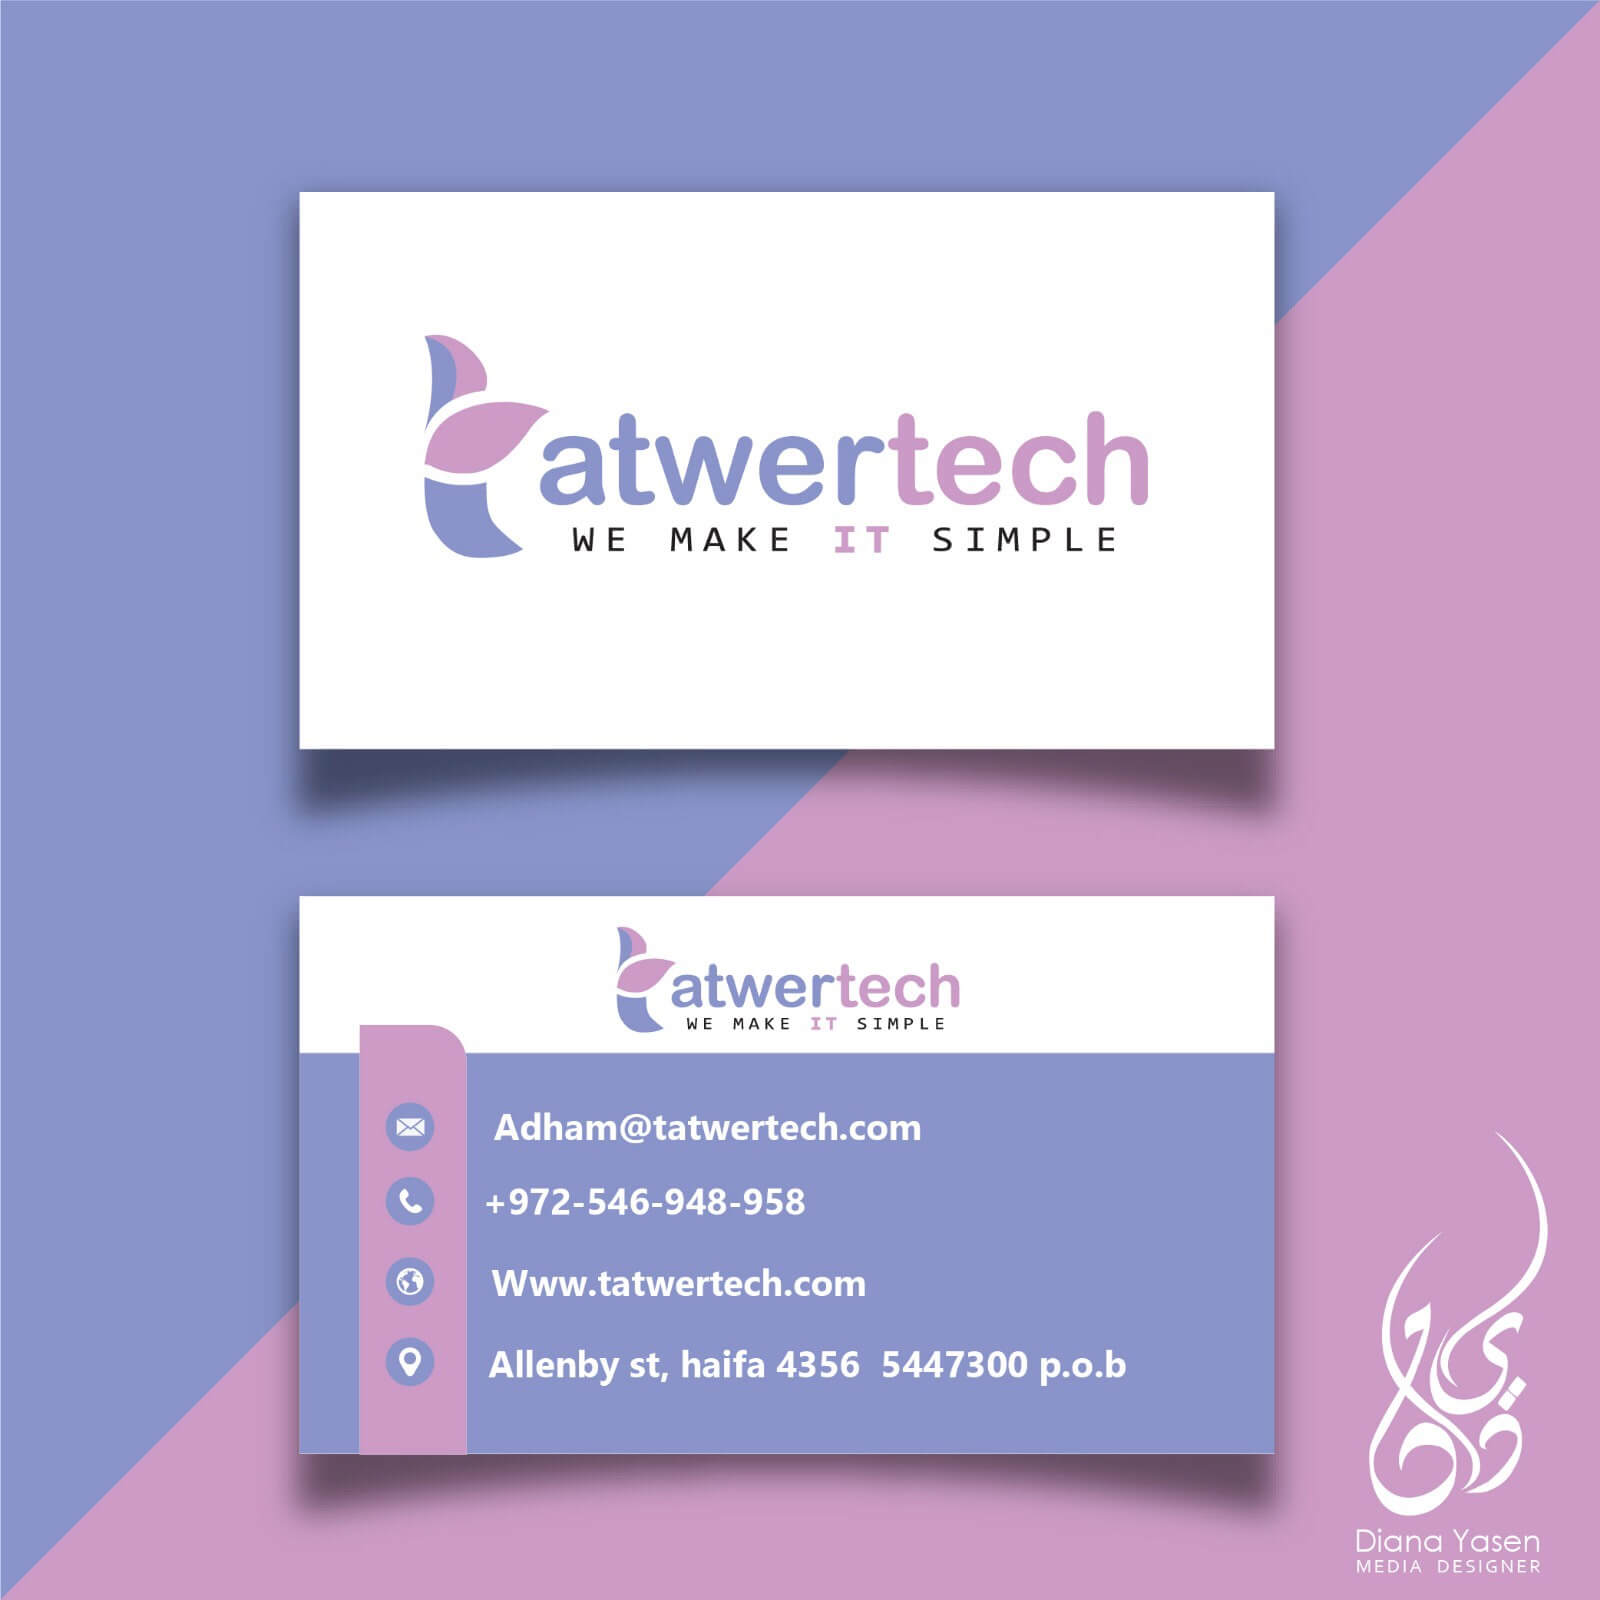 tatwertech
WE MAKE IT SIMPLE
tatwertech
WE MAKE IT SIMPLE
Adham@tatwertech.com
+972-546-948-958
Www.tatwertech.com
Allenby st, haifa 4356  5447300 p.o.b
Diana Yasen
MEDIA DESIGNER